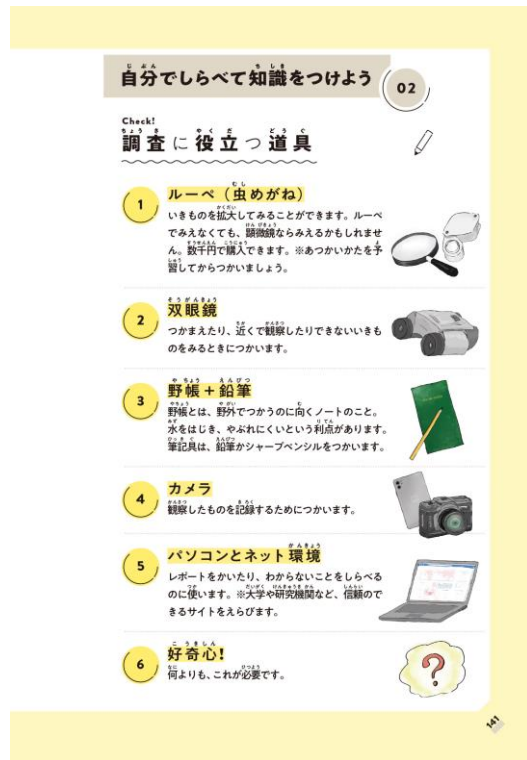 自分でしらべて知識をつけよう
02
Check!
調査に役立つ道具
1
ルーペ（虫めがね）
いきものを拡大してみることができます。ルーペ
でみえなくても、顕微鏡ならみえるかもしれませ
ん。数千円で購入できます。※あつかいかたを予
習してからつかいましょう。
2
双眼鏡
つかまえたり、近くで観察したりできないいきも
のをみるときにつかいます。
3
野帳＋鉛筆
野帳とは、野外でつかうのに向くノートのこと。
水をはじき、やぶれにくいという利点があります。
筆記具は、鉛筆かシャープペンシルをつかいます。
4
カメラ
観察したものを記録するためにつかいます。
5
パソコンとネット環境
レポートをかいたり、わからないことをしらべる
のに使います。※大学や研究機関など、信頼ので
きるサイトをえらびます。
6
好奇心！
何よりも、これが必要です。
141